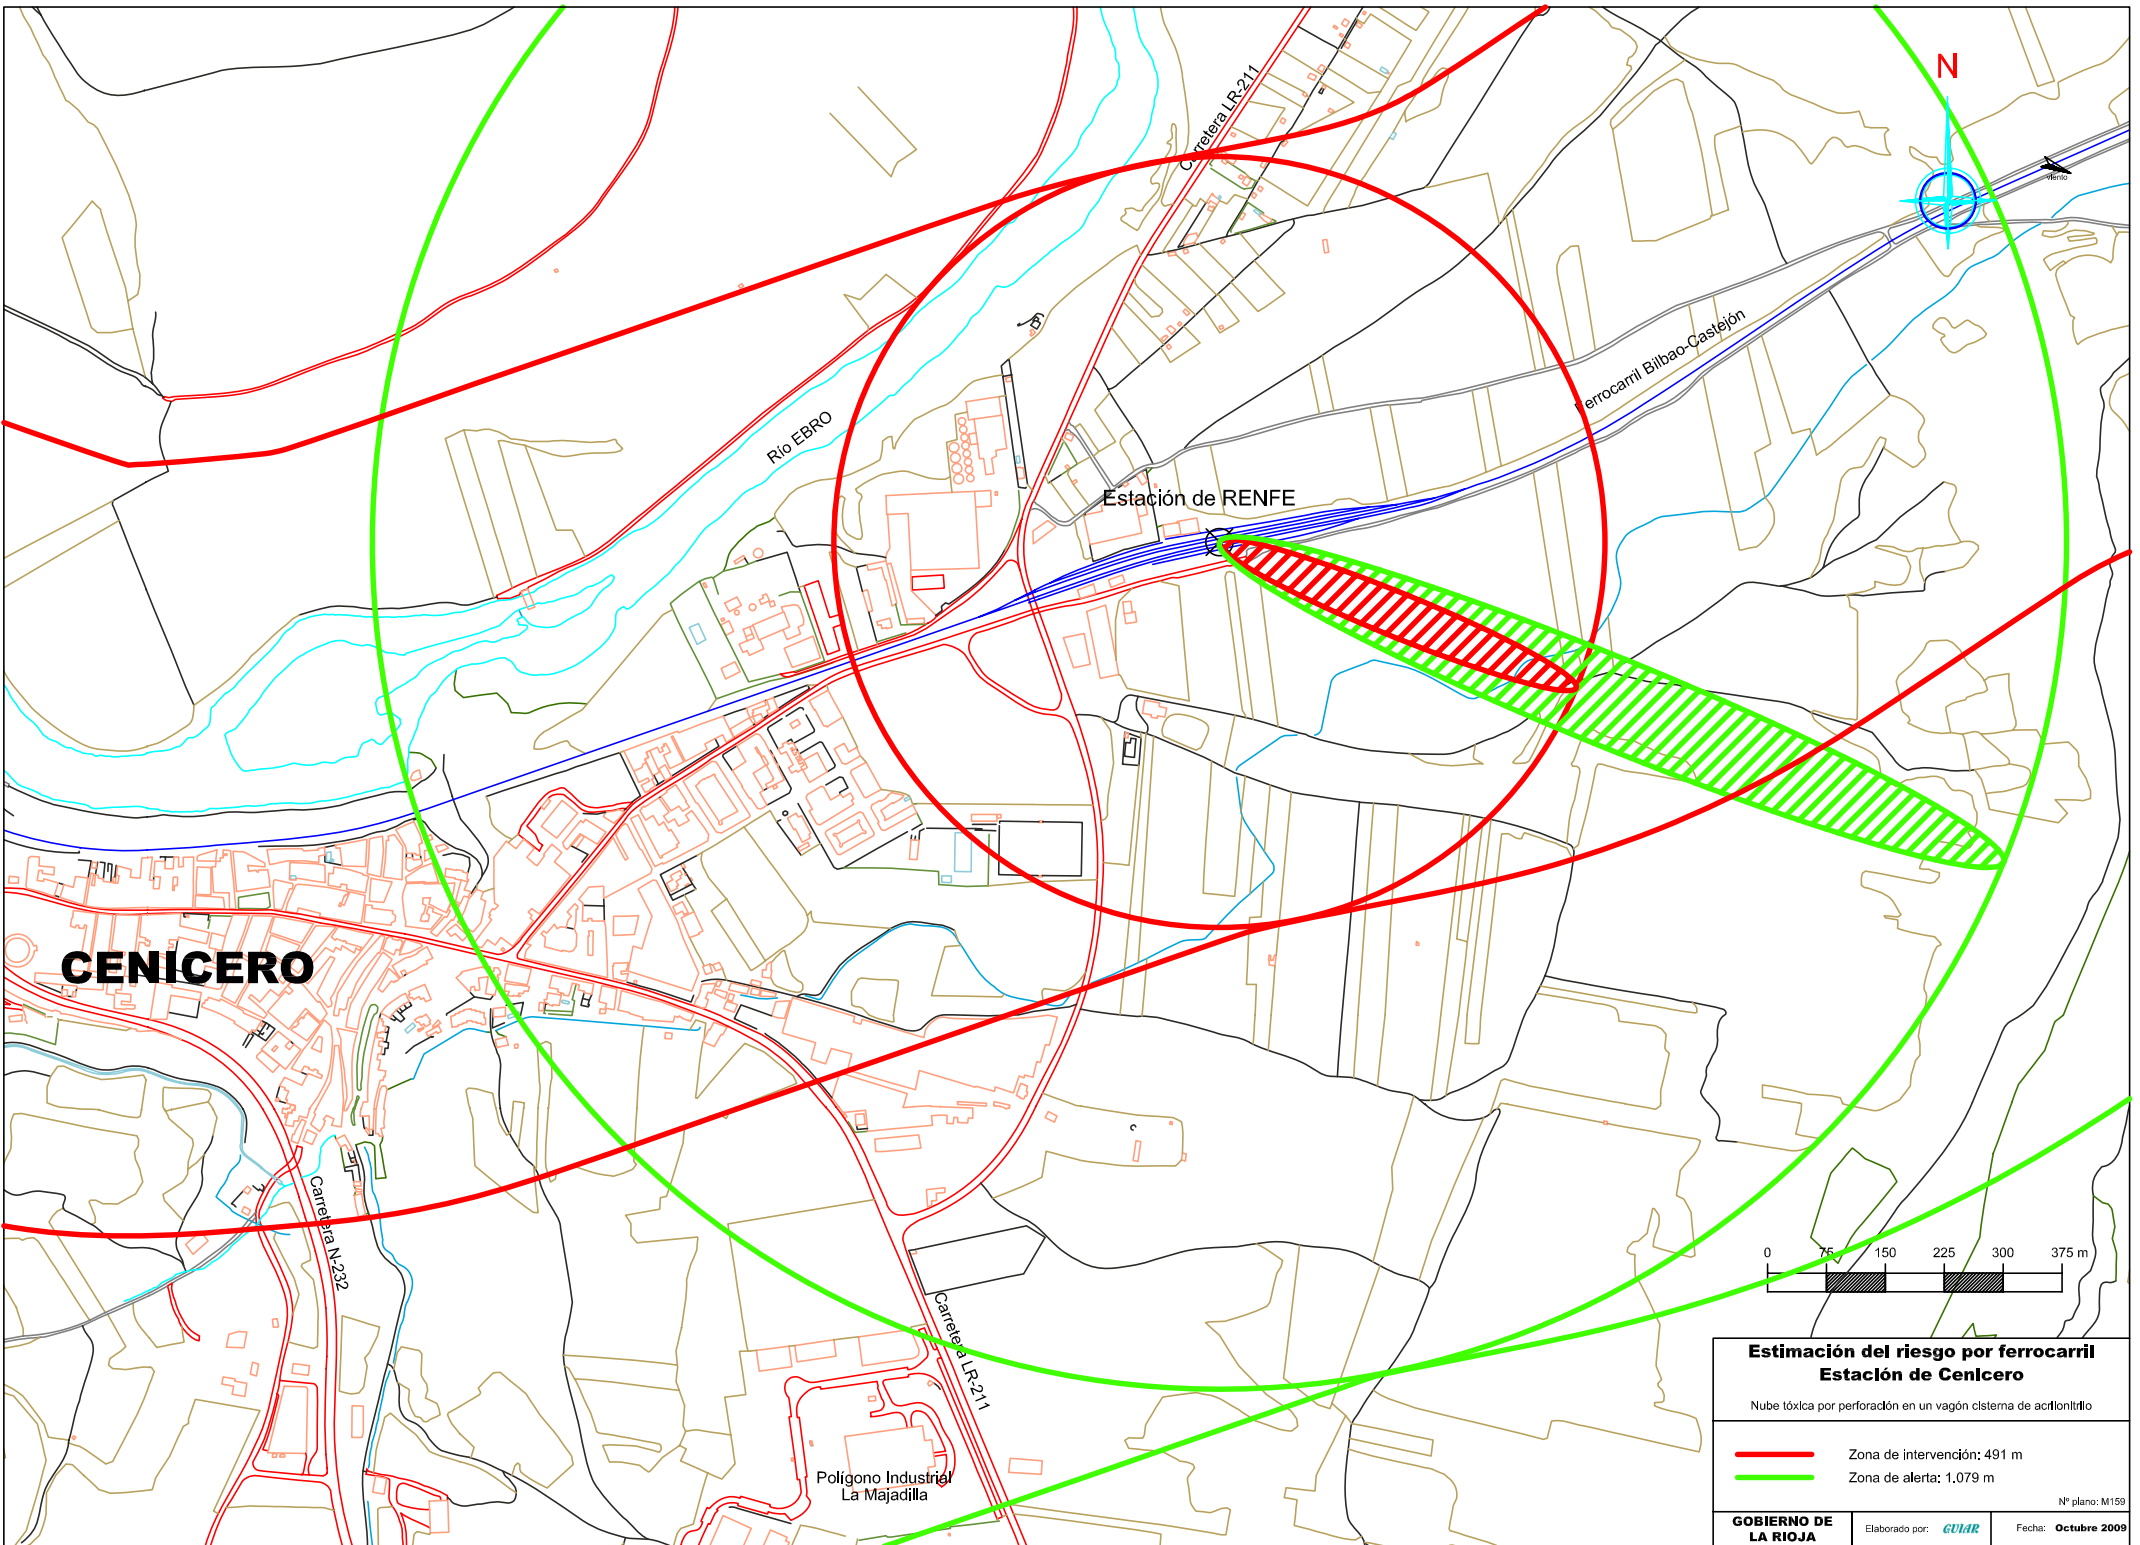 N
viento
Carretera LR-211
Ferrocarril Bilbao-Castejón
Río EBRO
Estación de RENFE
CENICERO
Carretera N-232
Carretera LR-211
Polígono Industrial
La Majadilla
0 75 150 225 300 375 m
Estimación del riesgo por ferrocarril
Estación de Cenicero
Nube tóxica por perforación en un vagón cisterna de acrilonitrilo
Zona de intervención: 491 m
Zona de alerta: 1.079 m
Nº plano: M159
GOBIERNO DE
LA RIOJA
Elaborado por: GUIAR
Fecha: Octubre 2009